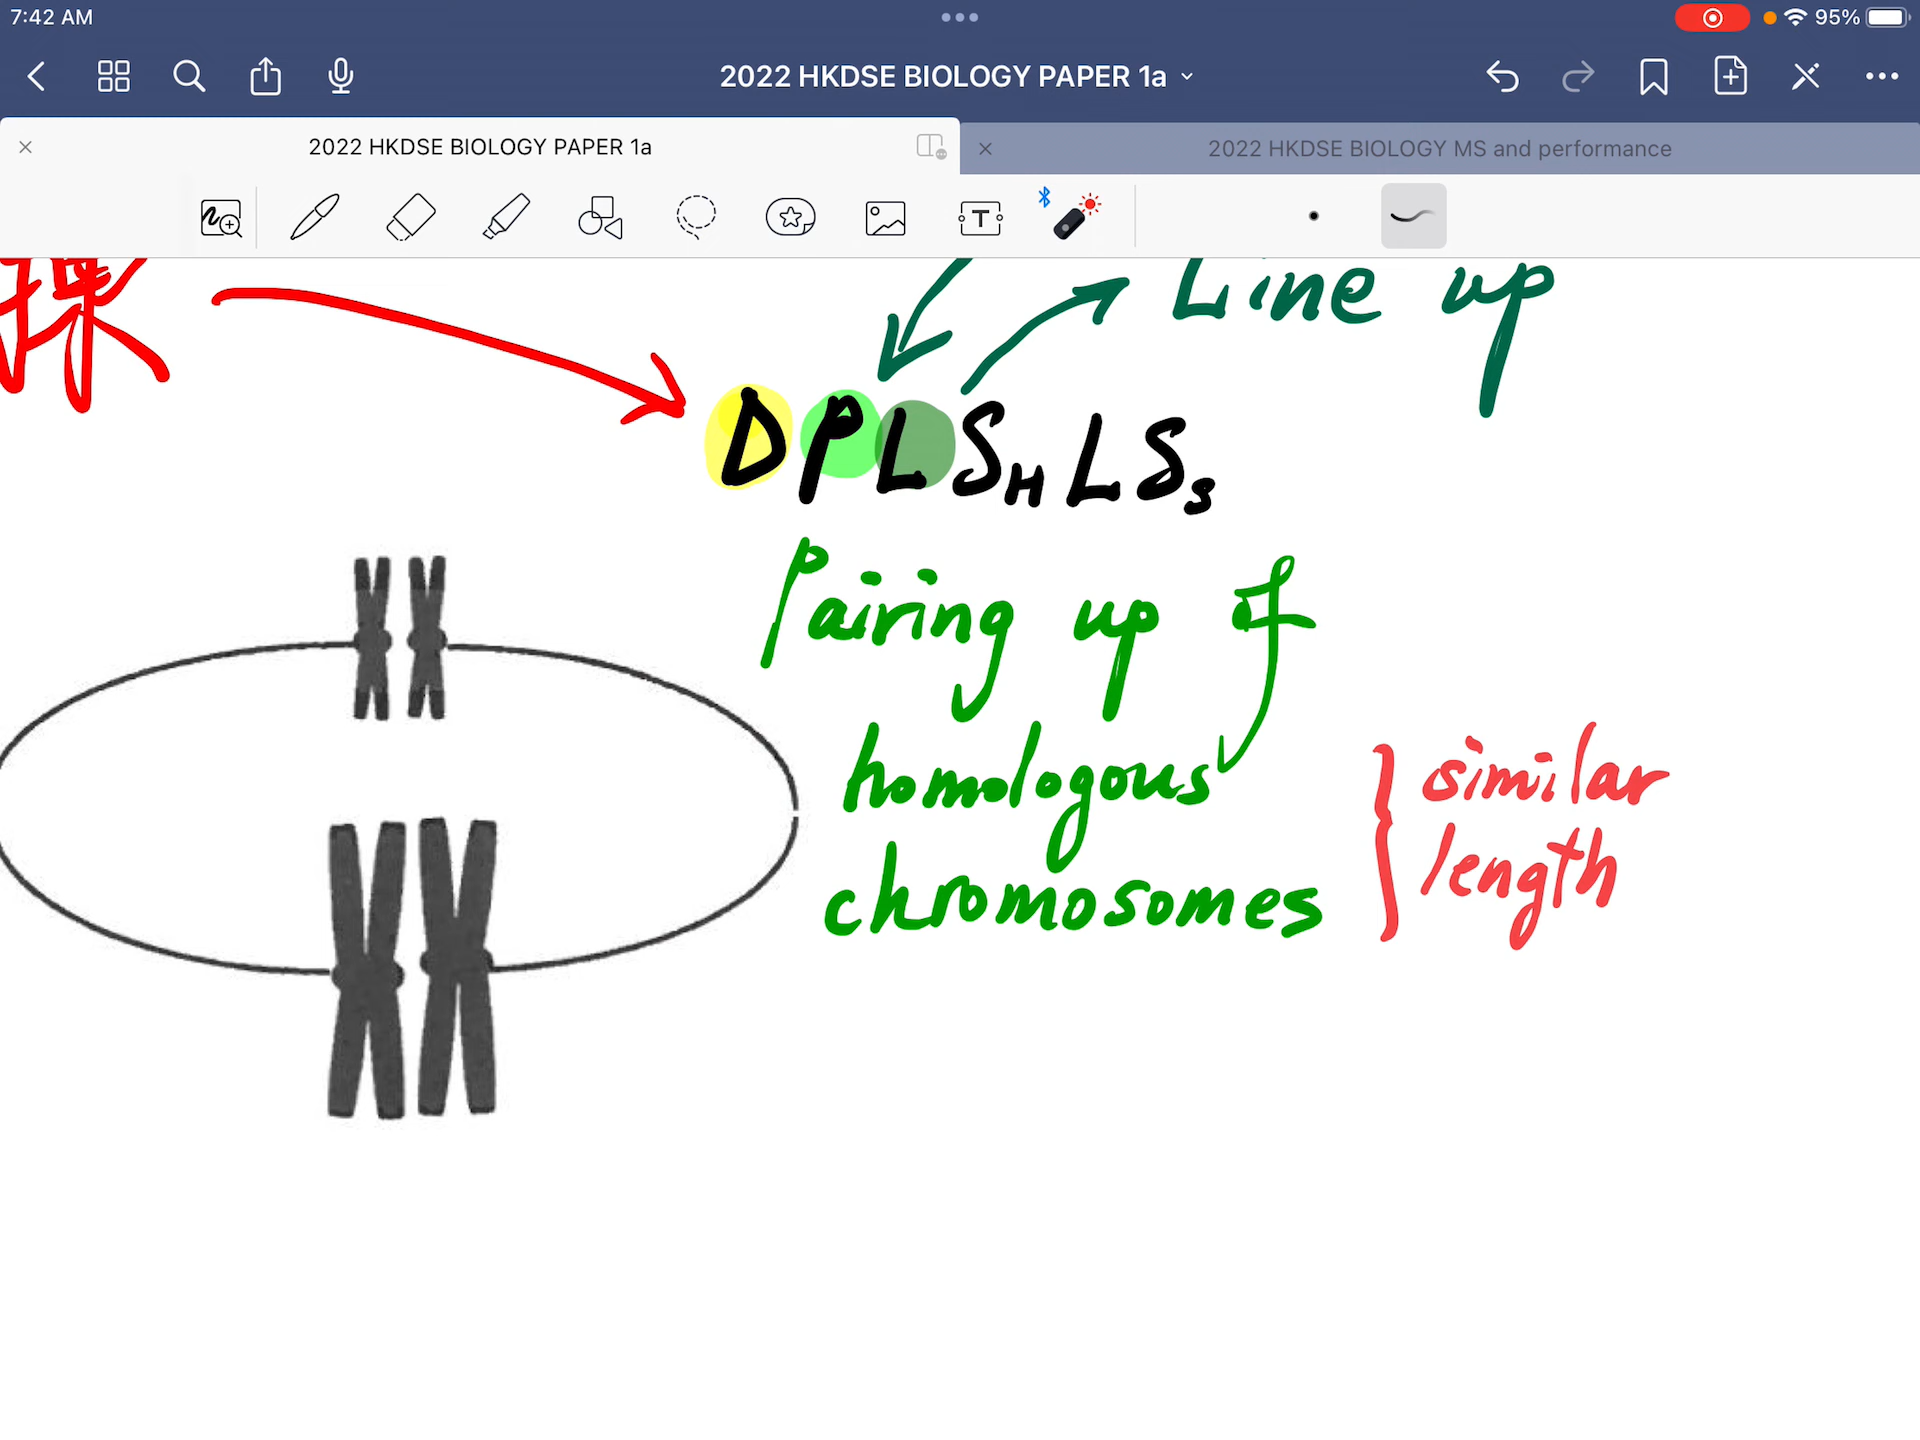 7:42 AM
95%
2022 HKDSE BIOLOGY PAPER 1a
2022 HKDSE BIOLOGY PAPER 1a
2022 HKDSE BIOLOGY MS and performance
T
Line up
DPLSHLSs
Pairing up of
homologous
chromosomes
similar
length